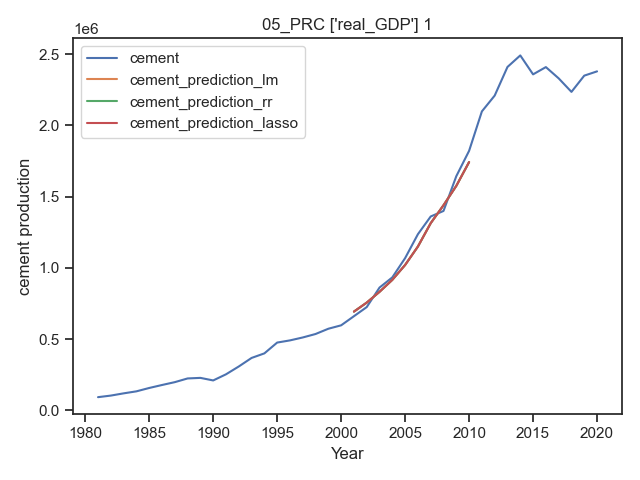 05_PRC ['real_GDP'] 1
1e6
cement
cement_prediction_lm
cement_prediction_rr
cement_prediction_lasso
2.5
2.0
1.5
1.0
0.5
0.0
cement production
1980 1985 1990 1995 2000 2005 2010 2015 2020
Year